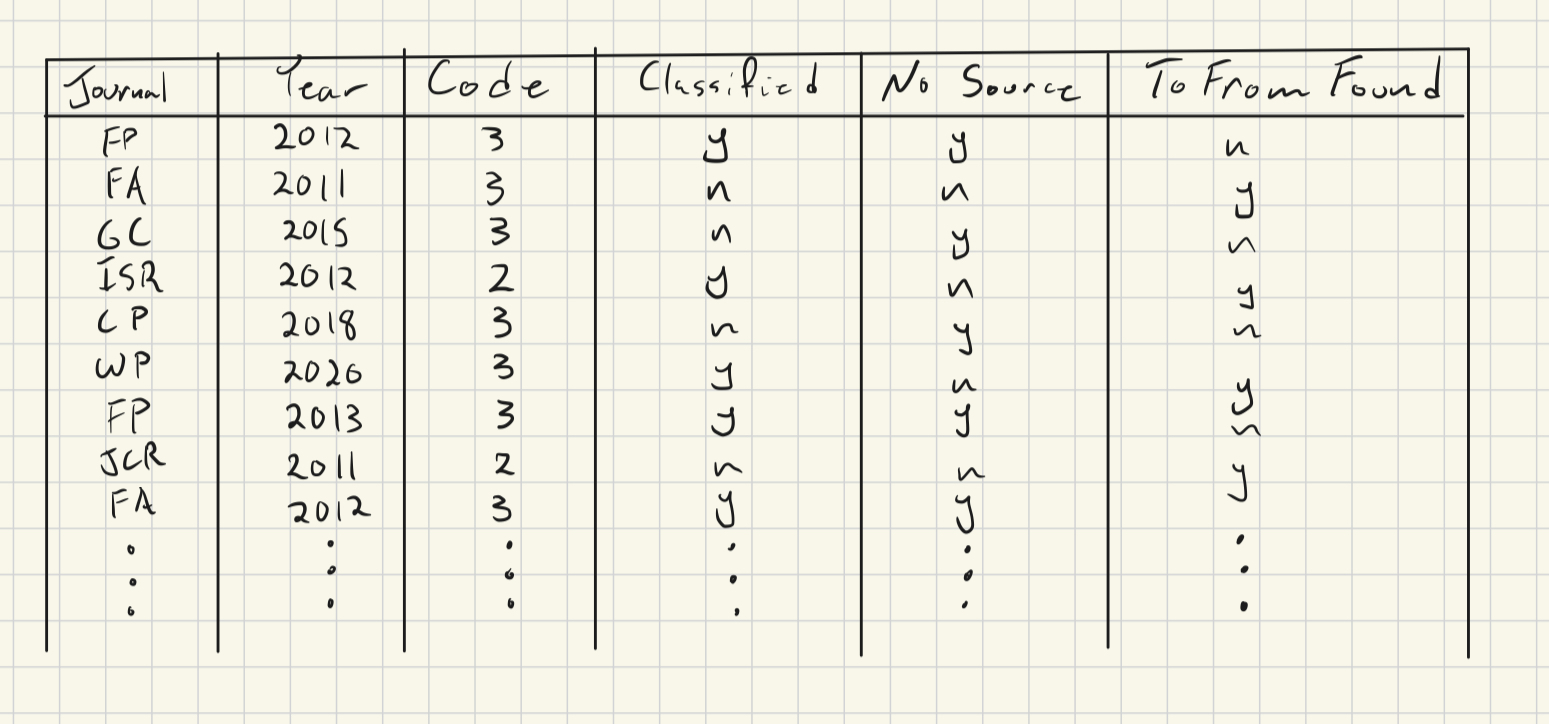 Journal Year Code Classified No Source To From Found
FP 2012 3 y y n
FA 2011 3 n n y
GC 2015 3 n y n
ISR 2012 2 y n y
CP 2018 3 n y n
WP 2020 3 y n y
FP 2013 3 y y n
JCR 2011 2 n n y
FA 2012 3 y y
. . . . . .
. . . . . .
. . . . . .